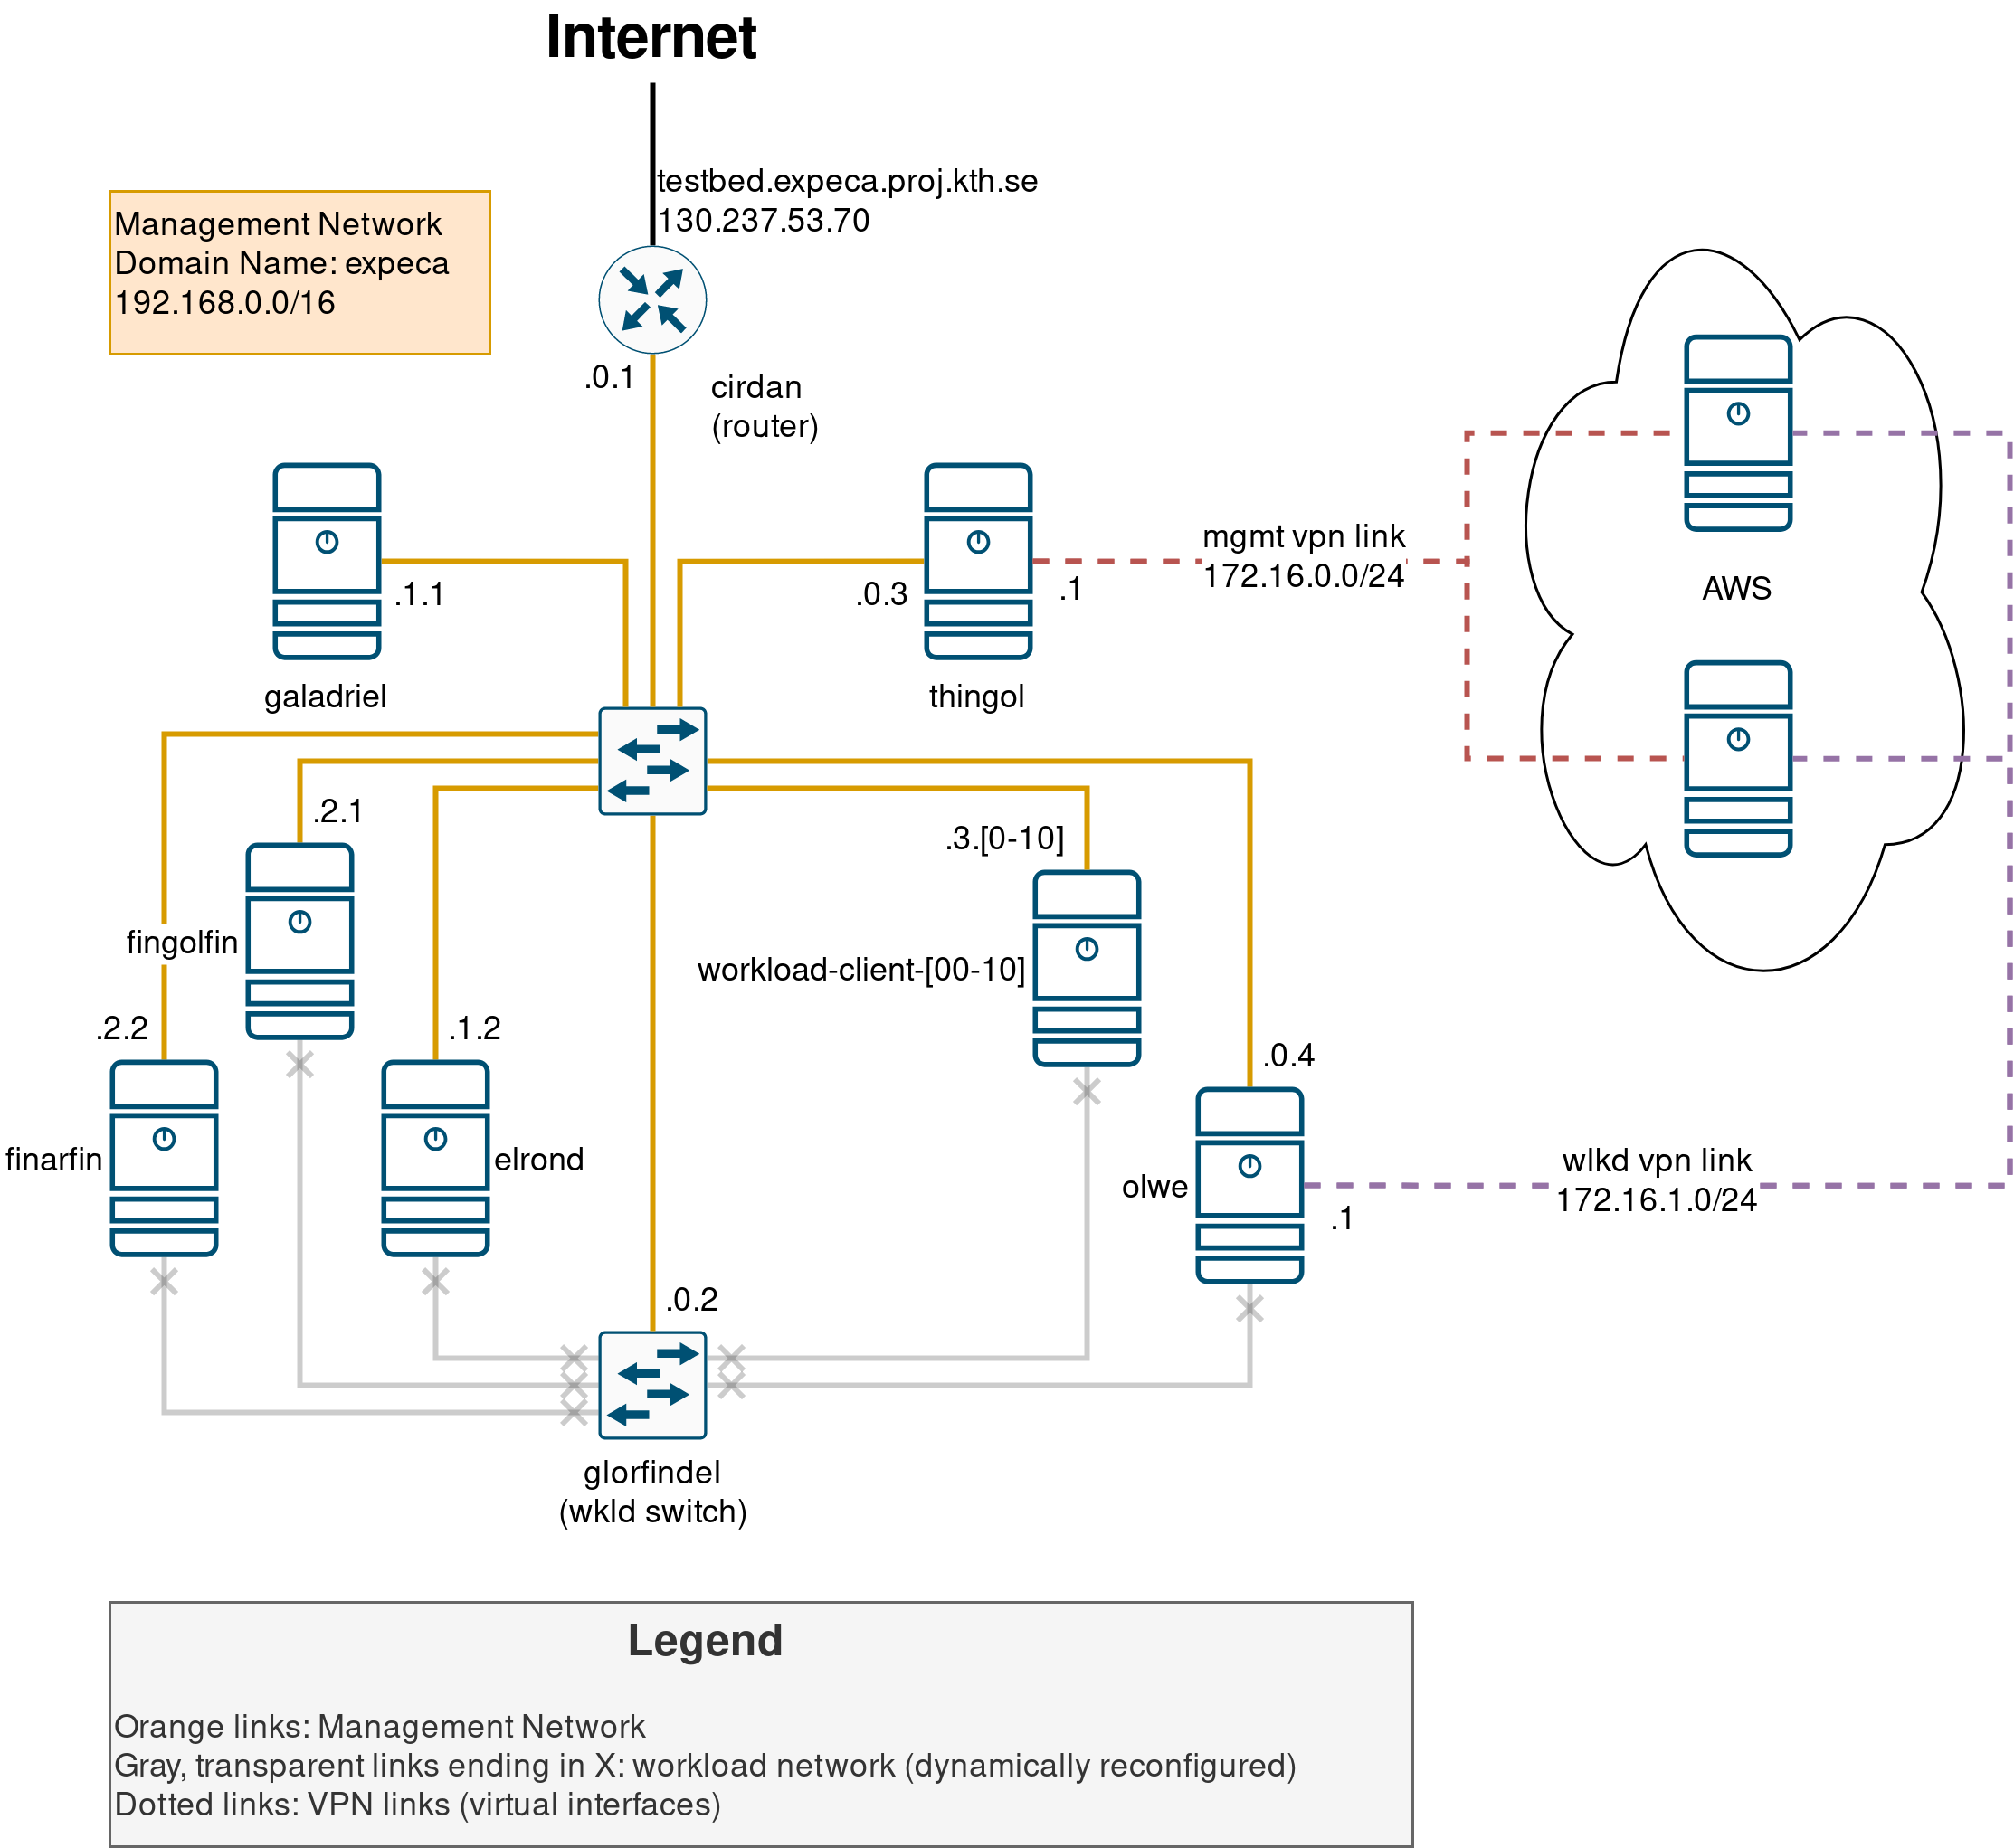 Internet
testbed.expeca.proj.kth.se
130.237.53.70
Management Network
Domain Name: expeca
192.168.0.0/16
.0.1
cirdan
(router)
galadriel
.1.1
thingol
.0.3
.1
mgmt vpn link
172.16.0.0/24
AWS
.2.1
fingolfin
.2.2
finarfin
.1.2
elrond
.3.[0-10]
workload-client-[00-10]
.0.4
olwe
.1
wlkd vpn link
172.16.1.0/24
.0.2
glorfindel
(wkld switch)
Legend
Orange links: Management Network
Gray, transparent links ending in X: workload network (dynamically reconfigured)
Dotted links: VPN links (virtual interfaces)